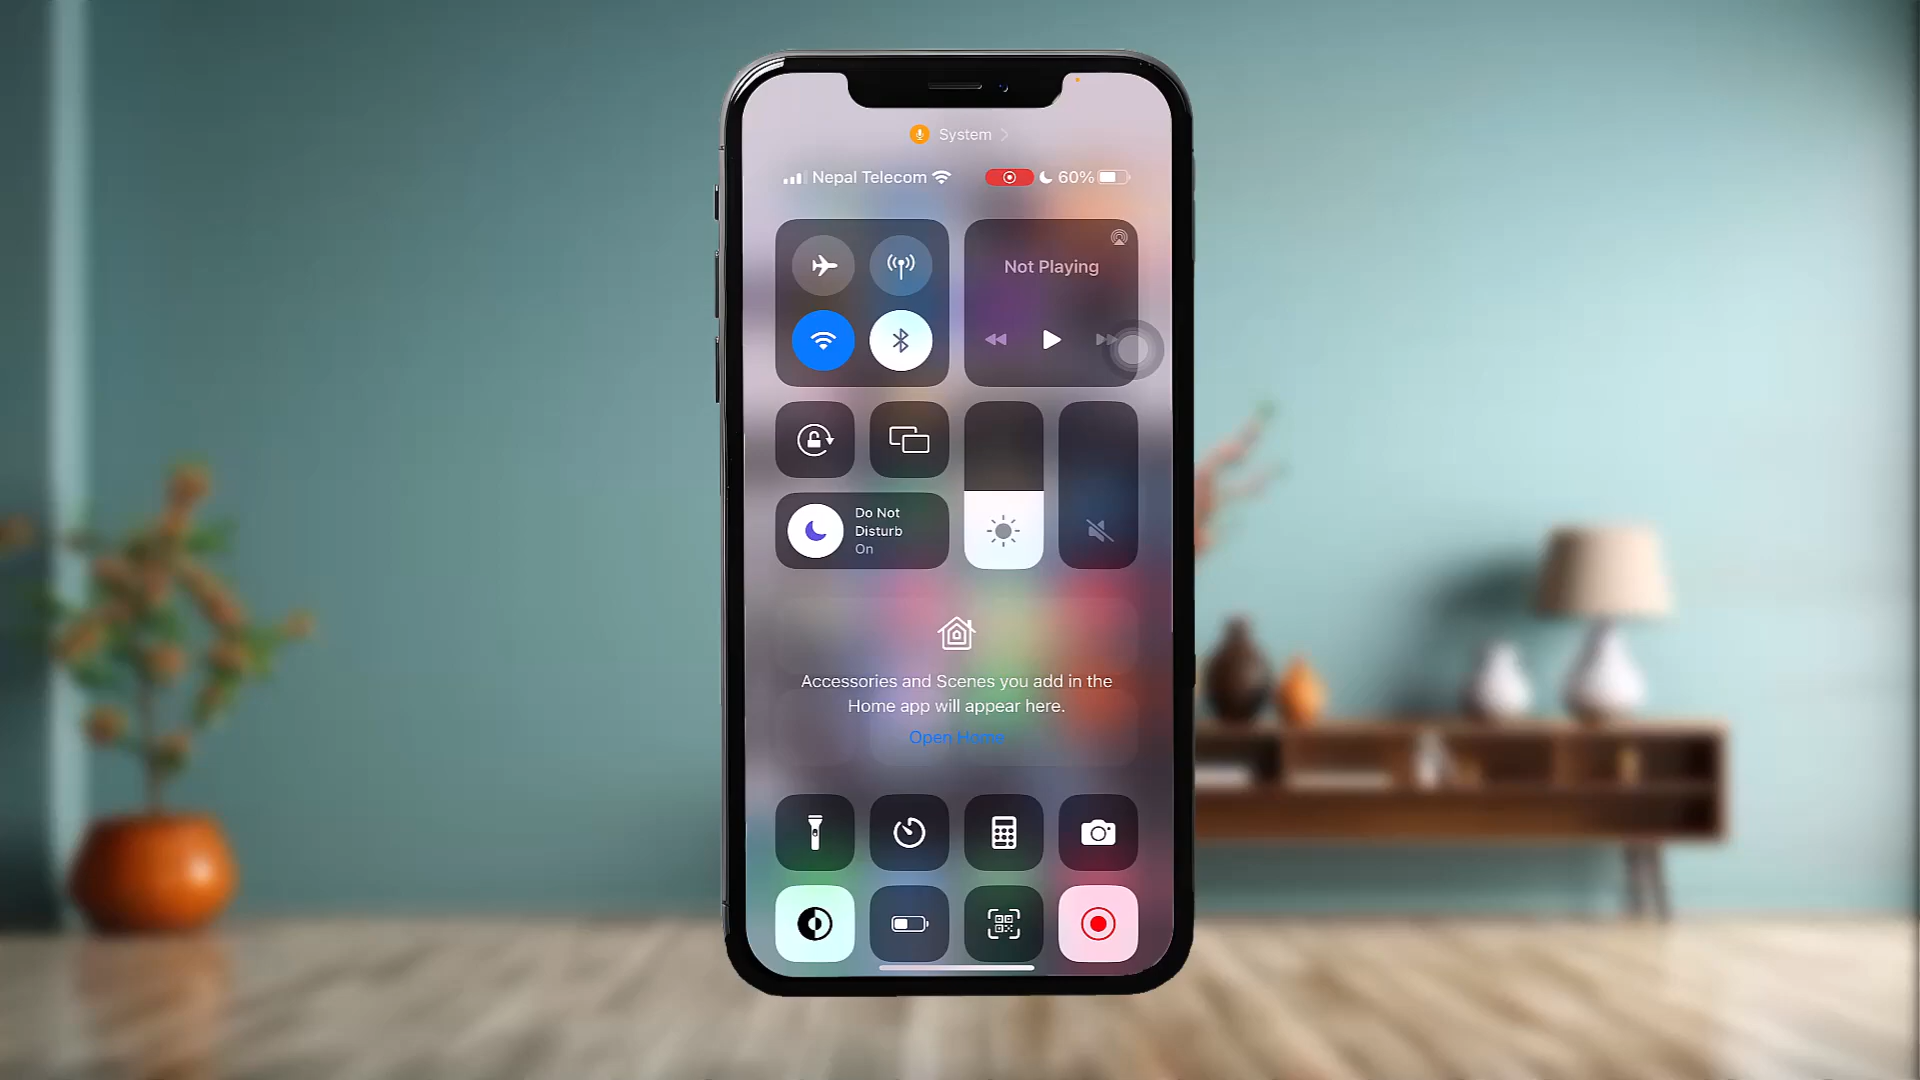 System
Nepal Telecom
60%
Not Playing
Do Not
Disturb
On
Accessories and Scenes you add in the
Home app will appear here.
Open Home